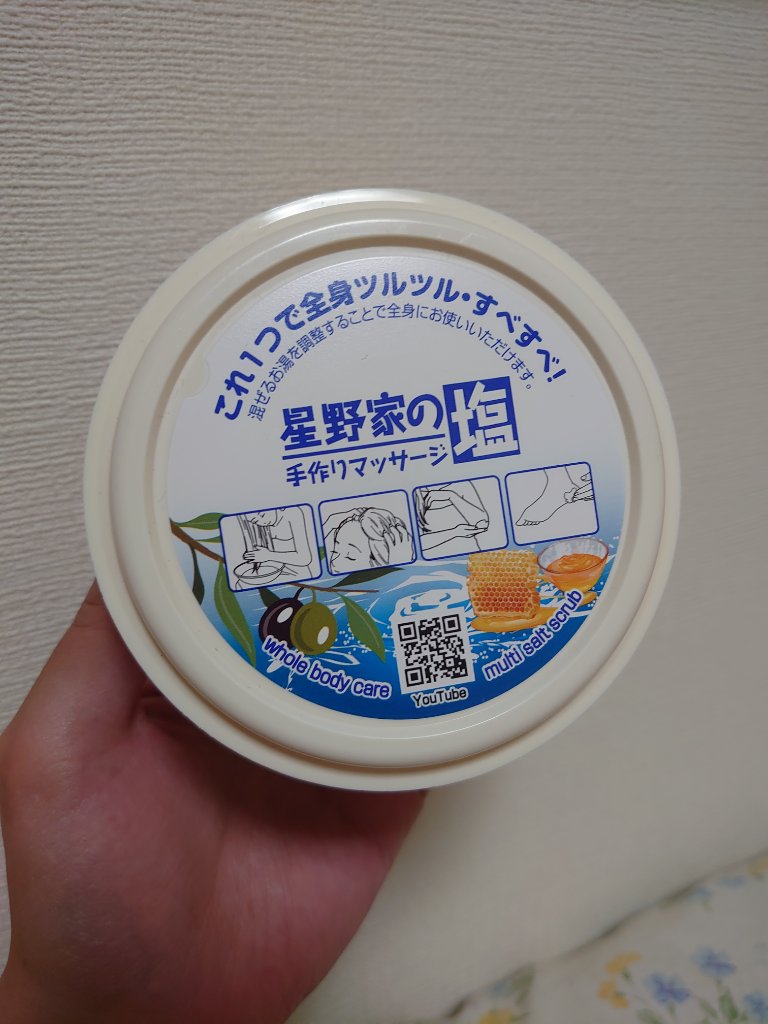 これ1つで全身ツルツル・すべすべ!
混ぜるお湯を調整することで全身にお使いいただけます。
星野家の塩
手作りマッサージ
whole body care
YouTube
multi salt scrub